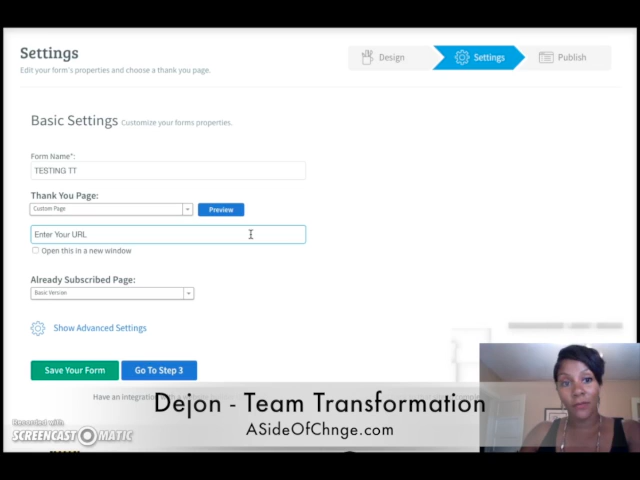 Settings
Edit your form's properties and choose a thank you page.
Design
Settings
Publish
Basic Settings Customize your forms properties.
Form Name*:
TESTING TT
Thank You Page:
Custom Page
Preview
Enter Your URL
Open this in a new window
Already Subscribed Page:
Basic Version
Show Advanced Settings
Save Your Form
Go To Step 3
Have an integration with a
Dejon - Team Transformation
ASideOfChnge.com
Recorded with
SCREENCAST O MATIC